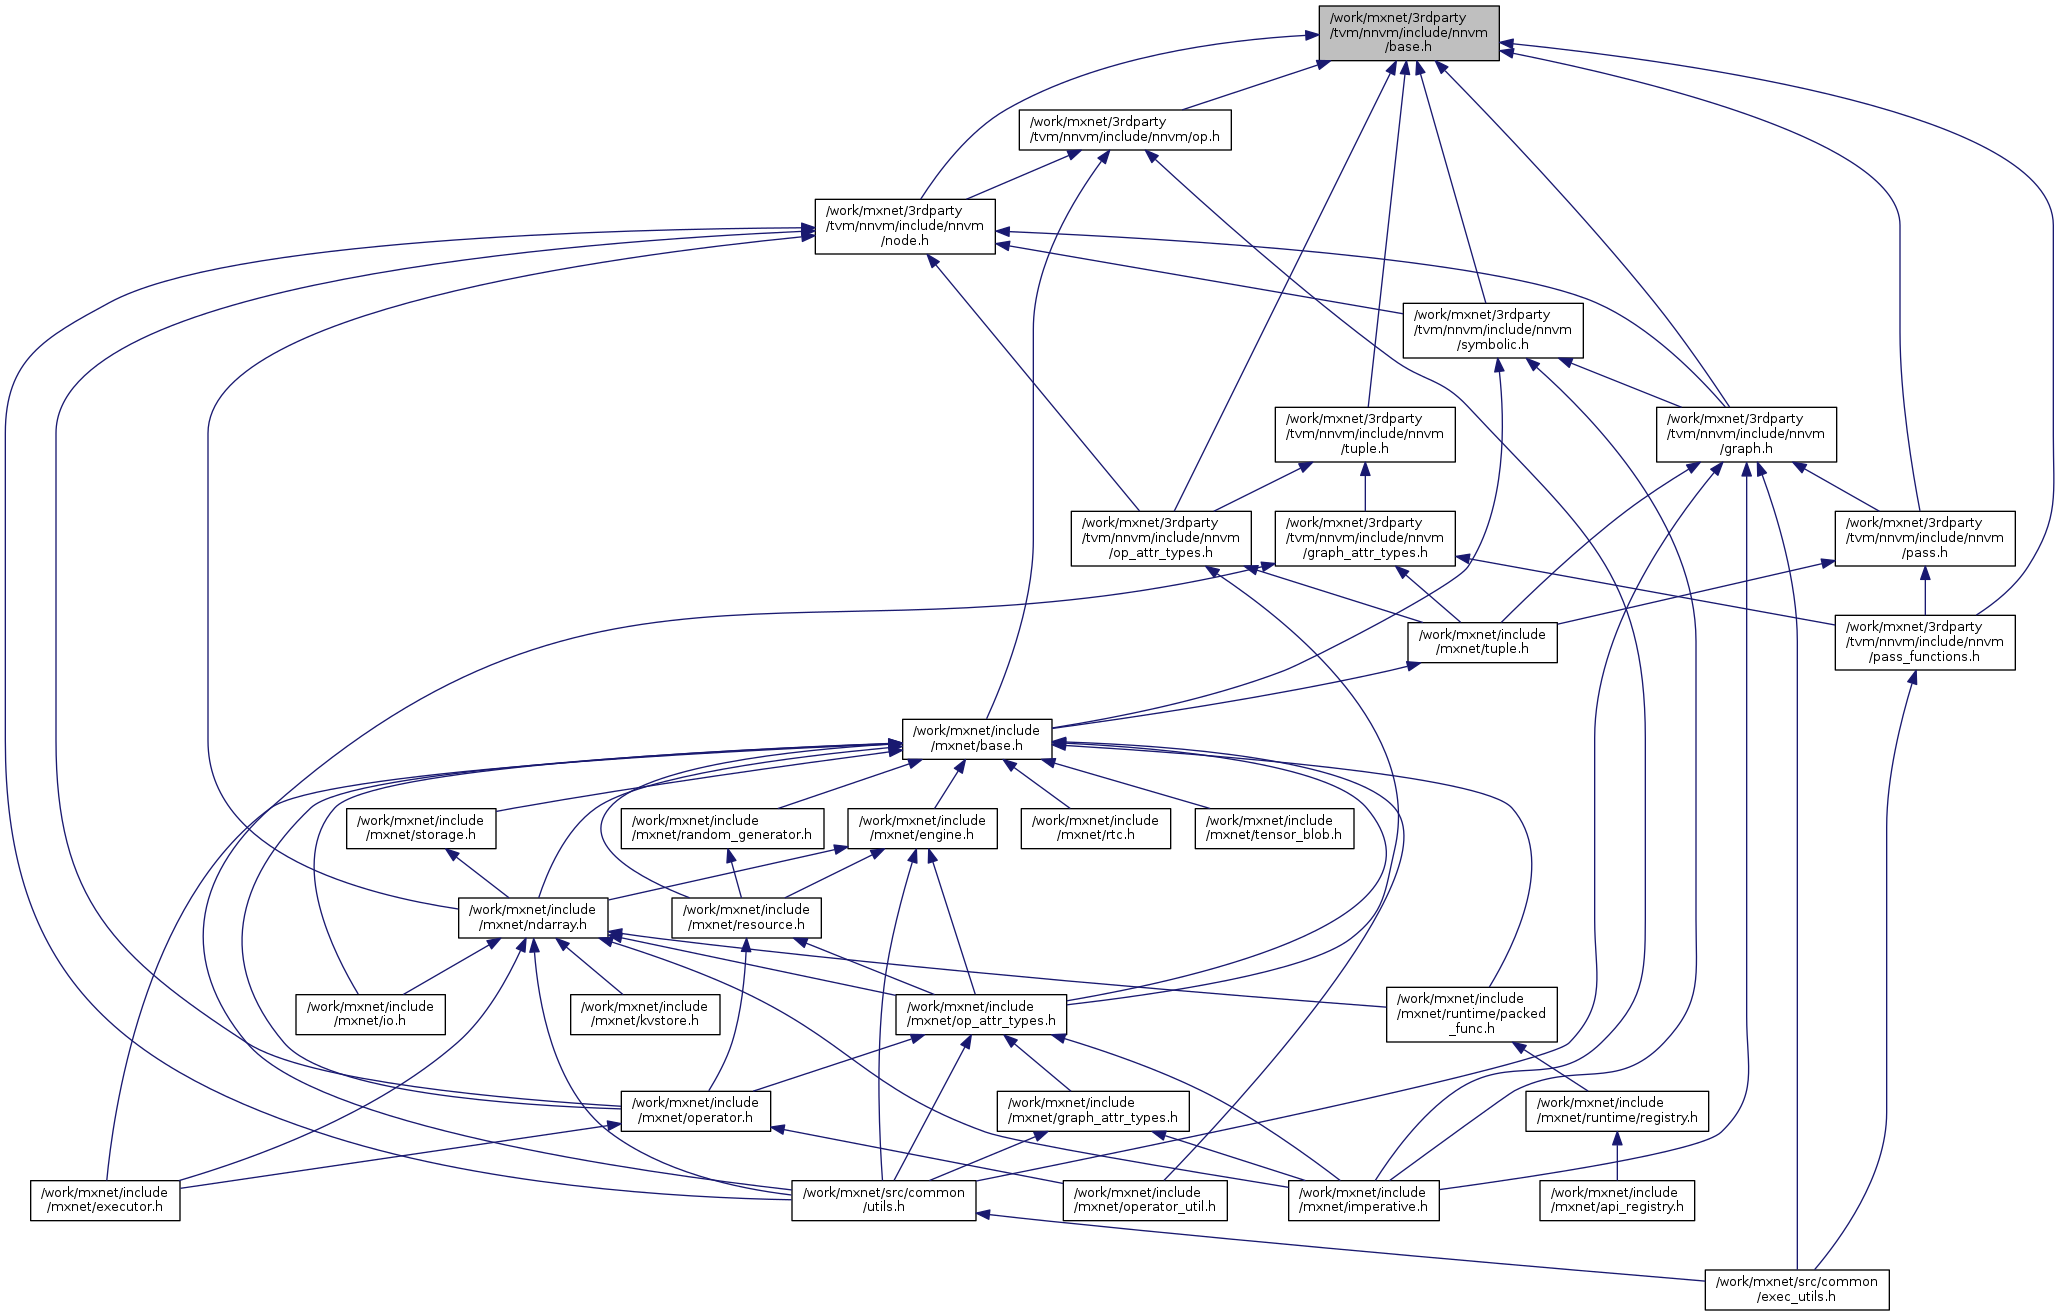 /work/mxnet/3rdparty
/tvm/nnvm/include/nnvm
/base.h
/work/mxnet/3rdparty
/tvm/nnvm/include/nnvm/op.h
/work/mxnet/3rdparty
/tvm/nnvm/include/nnvm
/node.h
/work/mxnet/3rdparty
/tvm/nnvm/include/nnvm
/symbolic.h
/work/mxnet/3rdparty
/tvm/nnvm/include/nnvm
/tuple.h
/work/mxnet/3rdparty
/tvm/nnvm/include/nnvm
/graph.h
/work/mxnet/3rdparty
/tvm/nnvm/include/nnvm
/op_attr_types.h
/work/mxnet/3rdparty
/tvm/nnvm/include/nnvm
/graph_attr_types.h
/work/mxnet/3rdparty
/tvm/nnvm/include/nnvm
/pass.h
/work/mxnet/include
/mxnet/tuple.h
/work/mxnet/3rdparty
/tvm/nnvm/include/nnvm
/pass_functions.h
/work/mxnet/include
/mxnet/base.h
/work/mxnet/include
/mxnet/storage.h
/work/mxnet/include
/mxnet/random_generator.h
/work/mxnet/include
/mxnet/engine.h
/work/mxnet/include
/mxnet/rtc.h
/work/mxnet/include
/mxnet/tensor_blob.h
/work/mxnet/include
/mxnet/ndarray.h
/work/mxnet/include
/mxnet/resource.h
/work/mxnet/include
/mxnet/io.h
/work/mxnet/include
/mxnet/kvstore.h
/work/mxnet/include
/mxnet/op_attr_types.h
/work/mxnet/include
/mxnet/runtime/packed
_func.h
/work/mxnet/include
/mxnet/operator.h
/work/mxnet/include
/mxnet/graph_attr_types.h
/work/mxnet/include
/mxnet/runtime/registry.h
/work/mxnet/include
/mxnet/executor.h
/work/mxnet/src/common
/utils.h
/work/mxnet/include
/mxnet/operator_util.h
/work/mxnet/include
/mxnet/imperative.h
/work/mxnet/include
/mxnet/api_registry.h
/work/mxnet/src/common
/exec_utils.h